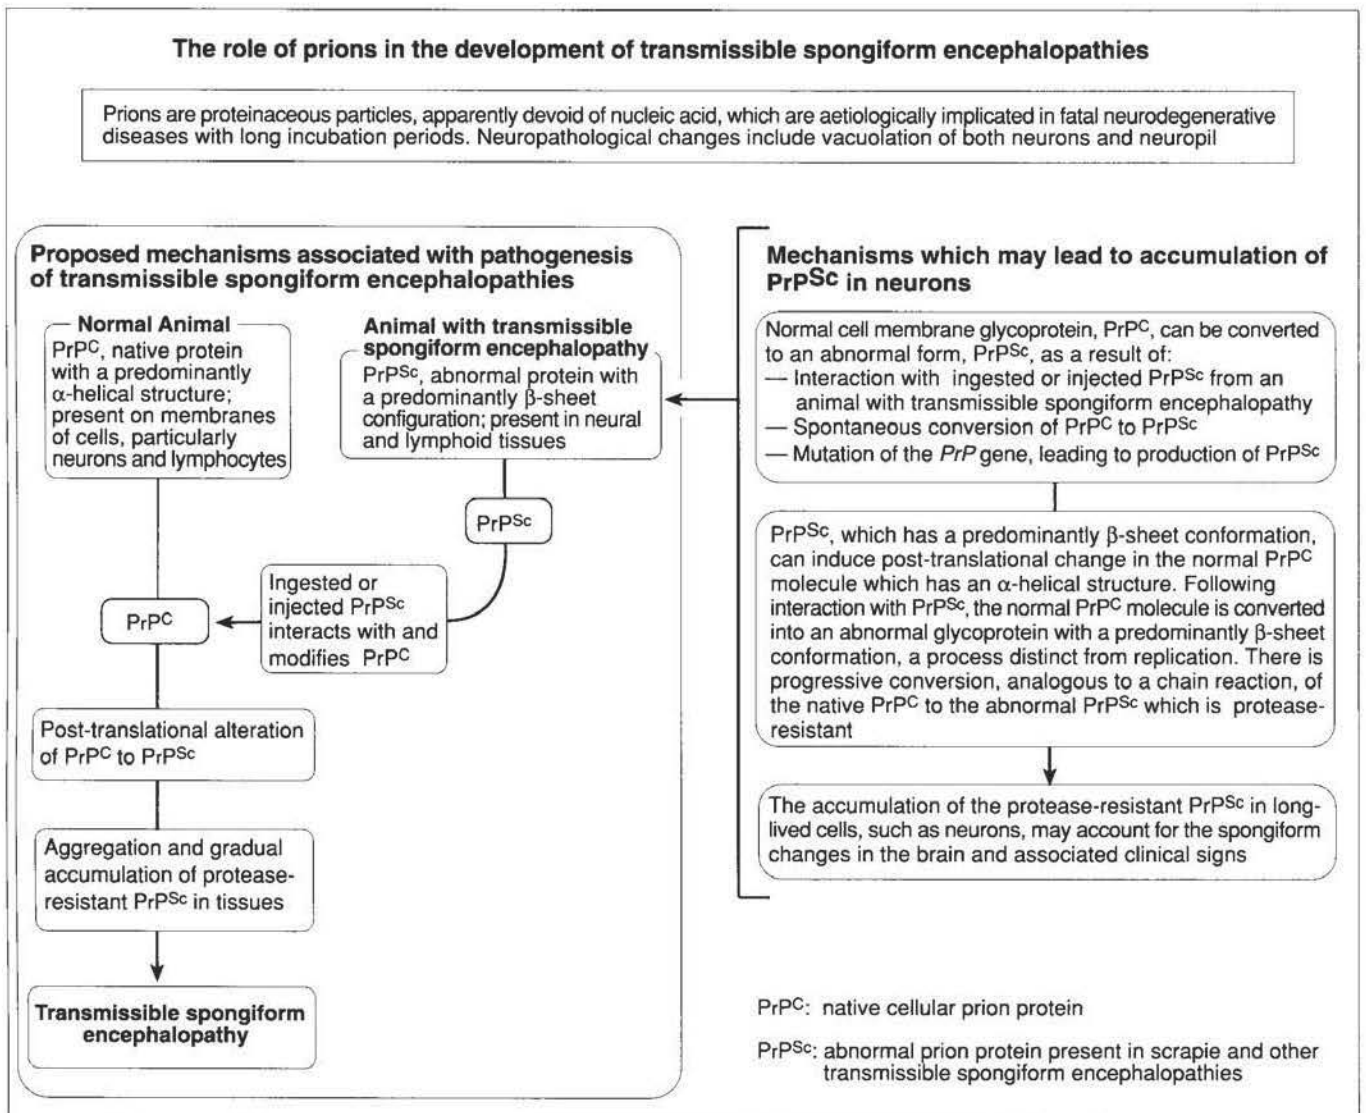 The role of prions in the development of transmissible spongiform encephalopathies
Prions are proteinaceous particles, apparently devoid of nucleic acid, which are aetiologically implicated in fatal neurodegenerative
diseases with long incubation periods. Neuropathological changes include vacuolation of both neurons and neuropil
Proposed mechanisms associated with pathogenesis
of transmissible spongiform encephalopathies
Normal Animal
PrPC, native protein
with a predominantly
α-helical structure;
present on membranes
of cells, particularly
neurons and lymphocytes
Animal with transmissible
spongiform encephalopathy
PrPSc, abnormal protein with
a predominantly β-sheet
configuration; present in neural
and lymphoid tissues
PrPSc
Ingested or
injected PrPSc
interacts with and
modifies PrPC
PrPC
Post-translational alteration
of PrPC to PrPSc
Aggregation and gradual
accumulation of protease-
resistant PrPSc in tissues
Transmissible spongiform
encephalopathy
Mechanisms which may lead to accumulation of
PrPSc in neurons
Normal cell membrane glycoprotein, PrPC, can be converted
to an abnormal form, PrPSc, as a result of:
— Interaction with ingested or injected PrPSc from an
animal with transmissible spongiform encephalopathy
— Spontaneous conversion of PrPC to PrPSc
— Mutation of the PrP gene, leading to production of PrPSc
PrPSc, which has a predominantly β-sheet conformation,
can induce post-translational change in the normal PrPC
molecule which has an α-helical structure. Following
interaction with PrPSc, the normal PrPC molecule is converted
into an abnormal glycoprotein with a predominantly β-sheet
conformation, a process distinct from replication. There is
progressive conversion, analogous to a chain reaction, of
the native PrPC to the abnormal PrPSc which is protease-
resistant
The accumulation of the protease-resistant PrPSc in long-
lived cells, such as neurons, may account for the spongiform
changes in the brain and associated clinical signs
PrPC: native cellular prion protein
PrPSc: abnormal prion protein present in scrapie and other
transmissible spongiform encephalopathies